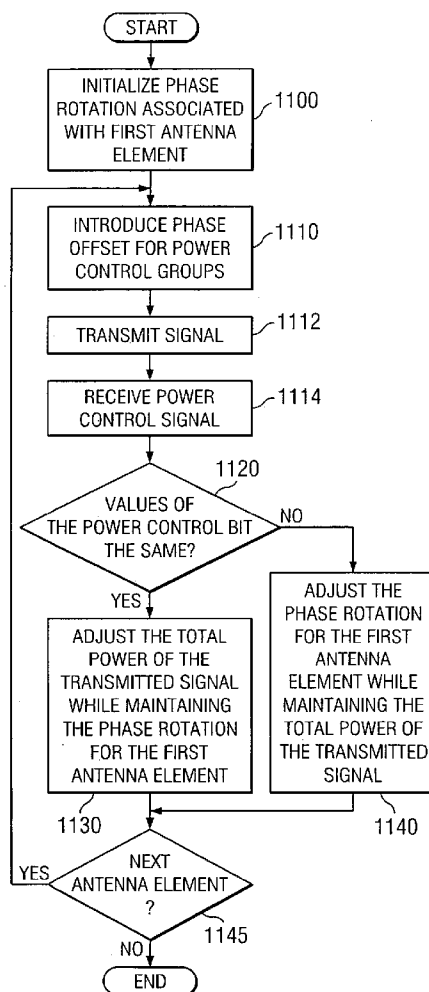 START
INITIALIZE PHASE
ROTATION ASSOCIATED
WITH FIRST ANTENNA
ELEMENT
1100
INTRODUCE PHASE
OFFSET FOR POWER
CONTROL GROUPS
1110
TRANSMIT SIGNAL
1112
RECEIVE POWER
CONTROL SIGNAL
1114
1120
VALUES OF
THE POWER CONTROL BIT
THE SAME?
NO
YES
ADJUST THE TOTAL
POWER OF THE
TRANSMITTED SIGNAL
WHILE MAINTAINING
THE PHASE ROTATION
FOR THE FIRST
ANTENNA ELEMENT
1130
ADJUST THE
PHASE ROTATION
FOR THE FIRST
ANTENNA
ELEMENT WHILE
MAINTAINING THE
TOTAL POWER OF
THE TRANSMITTED
SIGNAL
1140
YES
NEXT
ANTENNA ELEMENT
?
1145
NO
END